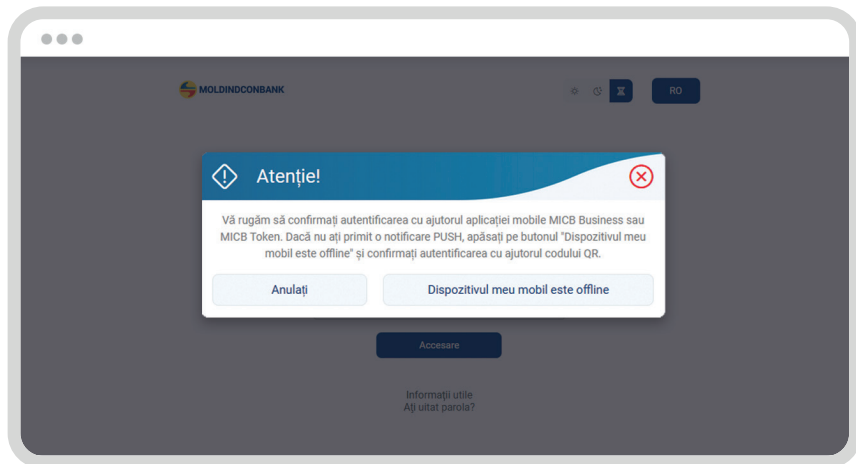 MOLDINDCONBANK
RO
Atenție!
Vă rugăm să confirmați autentificarea cu ajutorul aplicației mobile MICB Business sau
MICB Token. Dacă nu ați primit o notificare PUSH, apăsați pe butonul "Dispozitivul meu
mobil este offline" și confirmați autentificarea cu ajutorul codului QR.
Anulați
Dispozitivul meu mobil este offline
Accesare
Informații utile
Ați uitat parola?